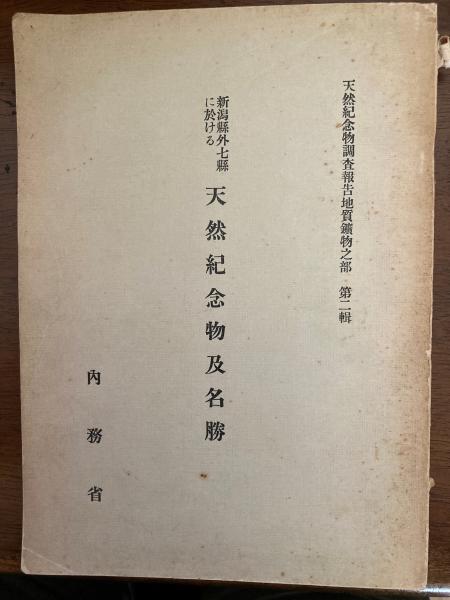 天然紀念物調査報告地質鑛物之部 第二輯
新潟縣外七縣
に於ける
天然紀念物及名勝
內務省